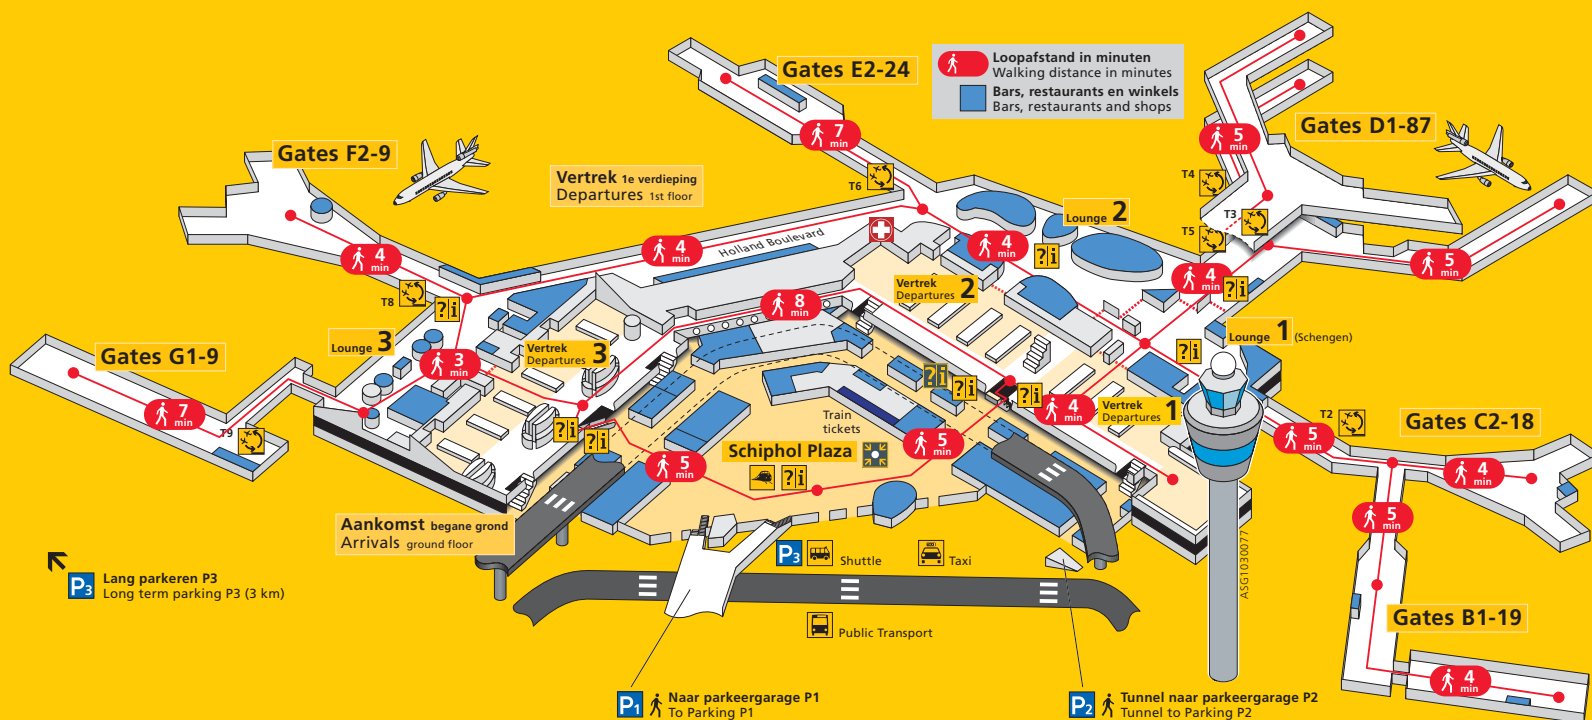 Gates E2-24
Loopafstand in minuten
Walking distance in minutes
Bars, restaurants en winkels
Bars, restaurants and shops
Gates D1-87
Gates F2-9
Vertrek 1e verdieping
Departures 1st floor
7
min
T6
5
min
T4
T3
T5
Lounge 2
4
min
Holland Boulevard
4
min
?|i
4
min
5
min
4
min
T8
?|i
8
min
Vertrek
Departures 2
?|i
Lounge 3
Lounge 1 (Schengen)
Gates G1-9
3
min
Vertrek
Departures 3
?|i
?i
?|i
?|i
7
min
T9
Train
tickets
4
min
Vertrek
Departures 1
T2
Gates C2-18
?|i
?|i
5
min
5
min
Schiphol Plaza
?|i
5
min
4
min
Aankomst begane grond
Arrivals ground floor
5
min
P3
Shuttle
TAXI
Taxi
ASG1030077
P3
Lang parkeren P3
Long term parking P3 (3 km)
Public Transport
Gates B1-19
4
min
P1
Naar parkeergarage P1
To Parking P1
P2
Tunnel naar parkeergarage P2
Tunnel to Parking P2